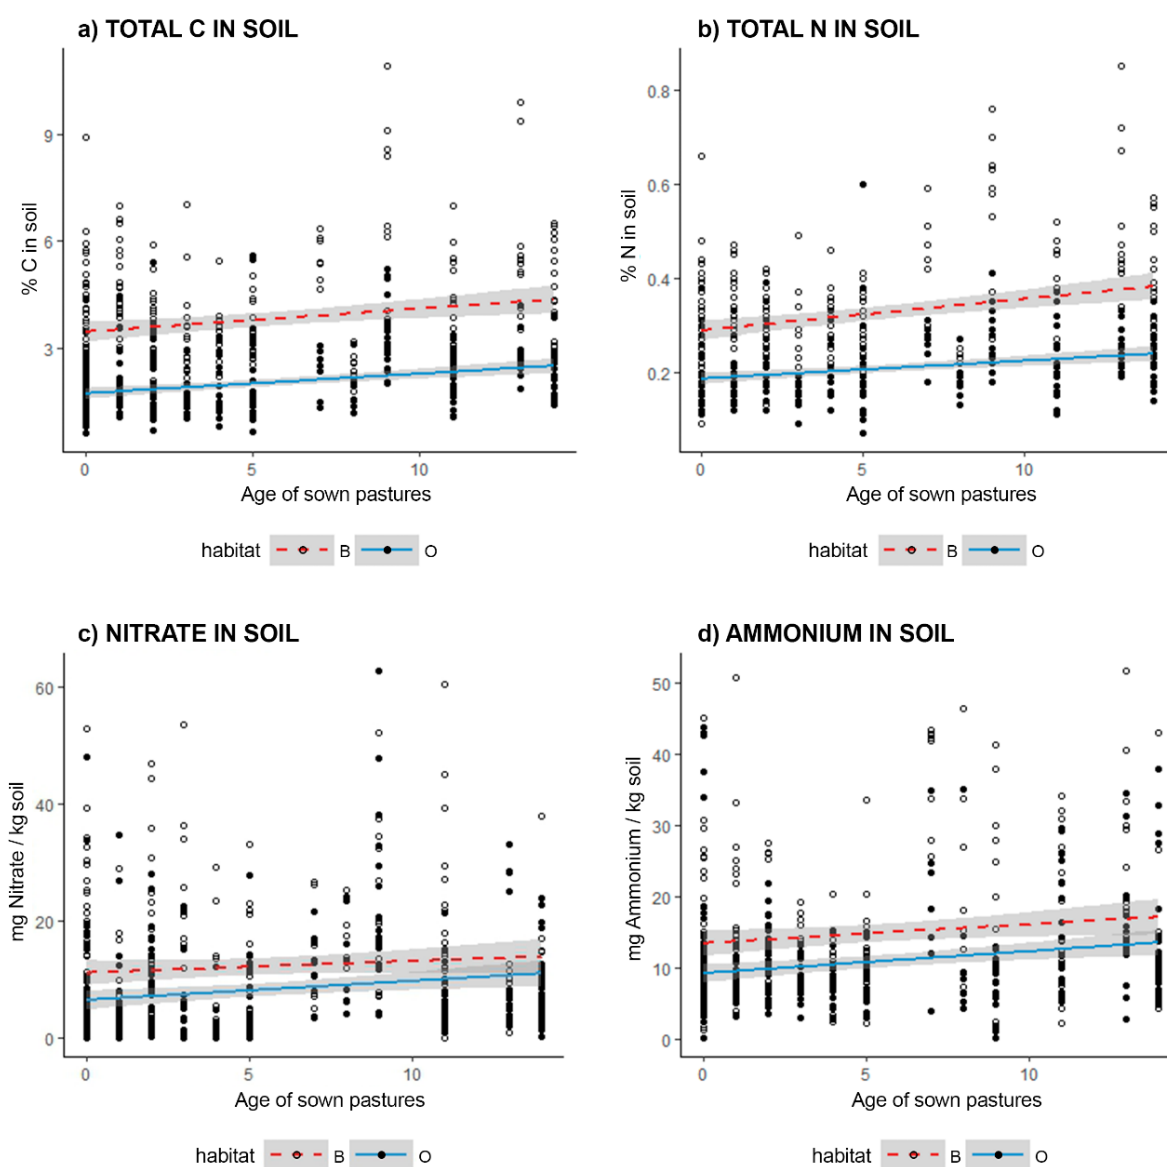 a) TOTAL C IN SOIL
% C in soil
9
6
3
0
5
10
Age of sown pastures
habitat B O
b) TOTAL N IN SOIL
% N in soil
0.8
0.6
0.4
0.2
0
5
10
Age of sown pastures
habitat B O
c) NITRATE IN SOIL
mg Niitrate / kg soil
60
40
20
0
0
5
10
Age of sown pastures
habitat B O
d) AMMONIUM IN SOIL
mg Ammonium / kg soil
50
40
30
20
10
0
0
5
10
Age of sown pastures
habitat B O